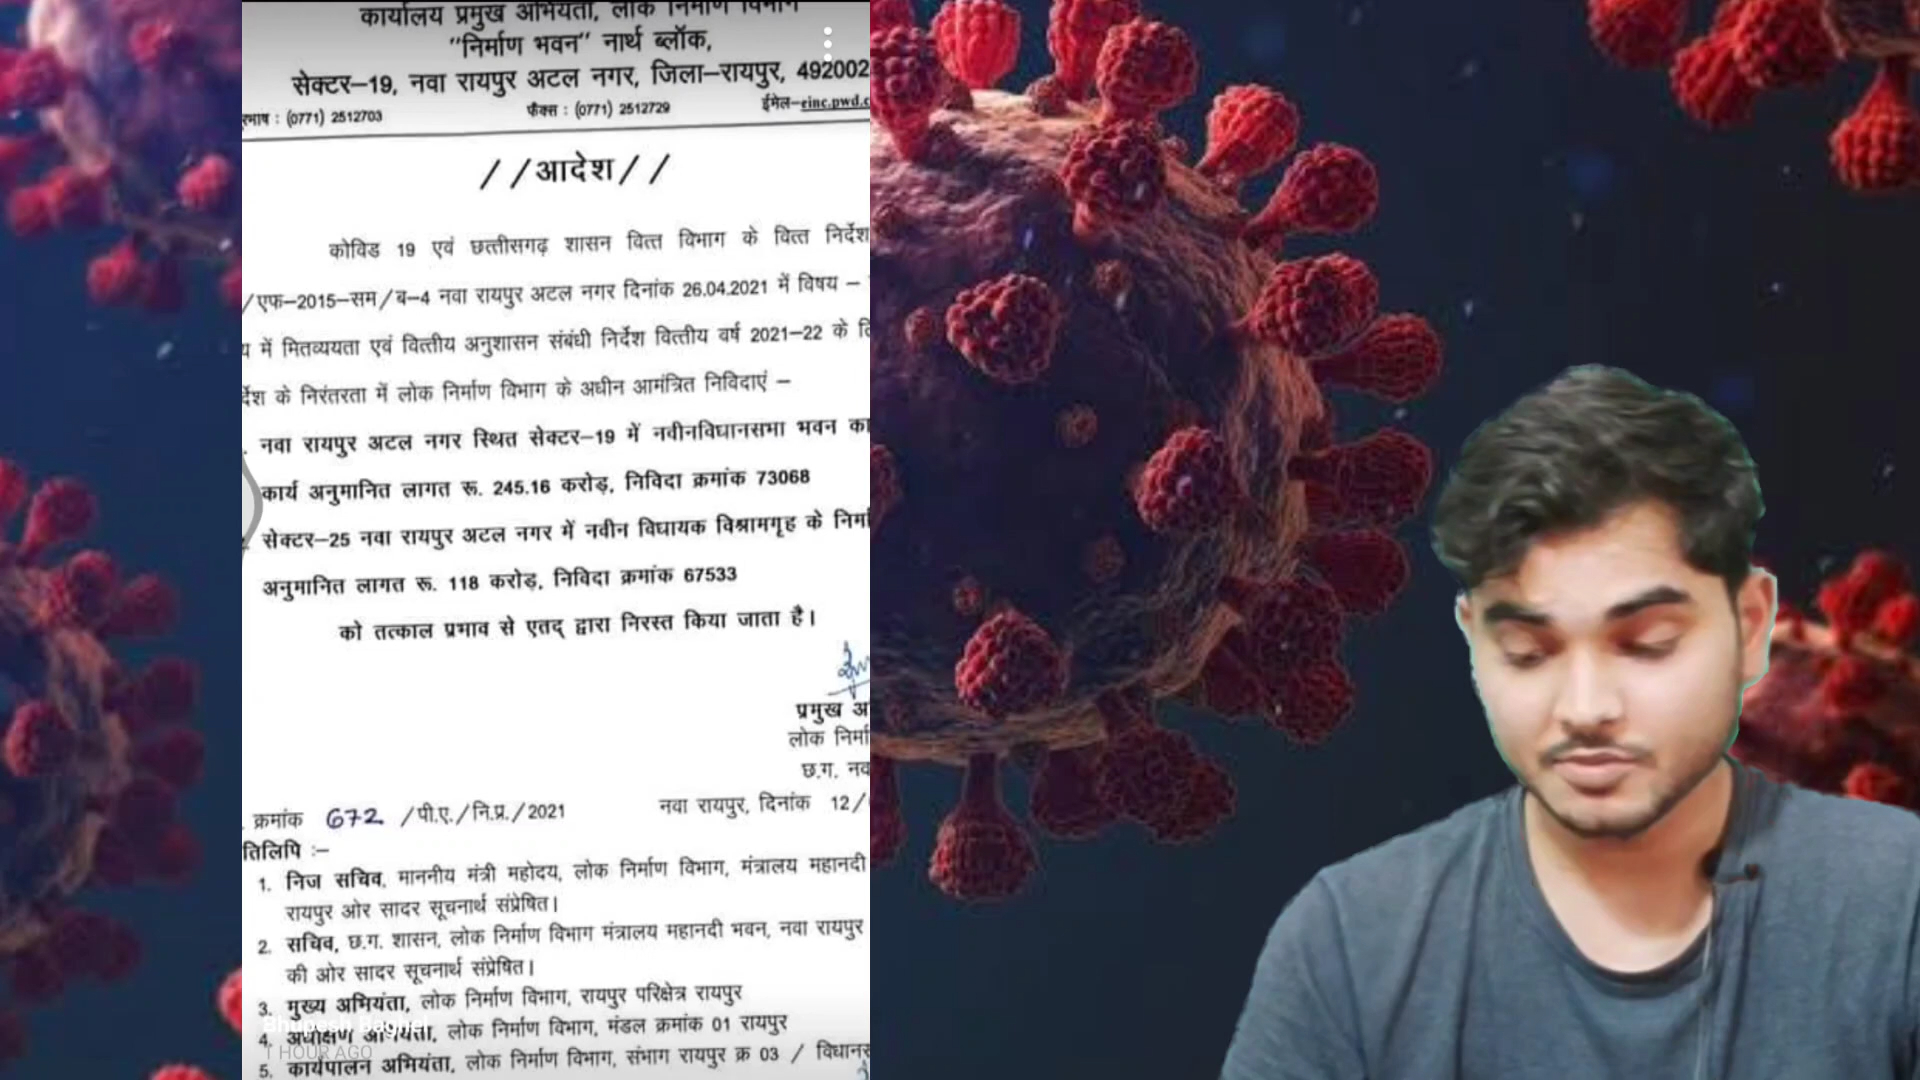 कार्यालय प्रमुख अभियंता, लोक निर्माण विभाग
"निर्माण भवन" नार्थ ब्लॉक,
सेक्टर–19, नवा रायपुर अटल नगर, जिला–रायपुर, 492002
(0771) 2512703 फैक्स : (0771) 2512729 ईमेल–einc.pwd.c
//आदेश//
कोविड 19 एवं छत्तीसगढ़ शासन वित्त विभाग के वित्त निर्देश
/एफ–2015–सम/ब–4 नवा रायपुर अटल नगर दिनांक 26.04.2021 में विषय –
में मितव्ययता एवं वित्तीय अनुशासन संबंधी निर्देश वित्तीय वर्ष 2021–22 के
के निरंतरता में लोक निर्माण विभाग के अधीन आमंत्रित निविदाएं –
नवा रायपुर अटल नगर स्थित सेक्टर–19 में नवीनविधानसभा भवन का
कार्य अनुमानित लागत रू. 245.16 करोड़, निविदा क्रमांक 73068
सेक्टर–25 नवा रायपुर अटल नगर में नवीन विधायक विश्रामगृह के
अनुमानित लागत रू. 118 करोड़, निविदा क्रमांक 67533
को तत्काल प्रभाव से एतद् द्वारा निरस्त किया जाता है।
प्रमुख
लोक
छ.ग.
क्रमांक 672 /पी.ए./नि.प्र./2021 नवा रायपुर, दिनांक 12/
तिलिपि :–
1. निज सचिव, माननीय मंत्री महोदय, लोक निर्माण विभाग, मंत्रालय महानदी
रायपुर ओर सादर सूचनार्थ संप्रेषित।
2. सचिव, छ.ग. शासन, लोक निर्माण विभाग मंत्रालय महानदी भवन, नवा रायपुर
की ओर सादर सूचनार्थ संप्रेषित।
3. मुख्य अभियंता, लोक निर्माण विभाग, रायपुर परिक्षेत्र रायपुर
Bhupesh Baghel
4. अधीक्षण अभियंता, लोक निर्माण विभाग, मंडल क्रमांक 01 रायपुर
1 HOUR AGO
5. कार्यपालन अभियंता, लोक निर्माण विभाग, संभाग रायपुर क्र 03 /